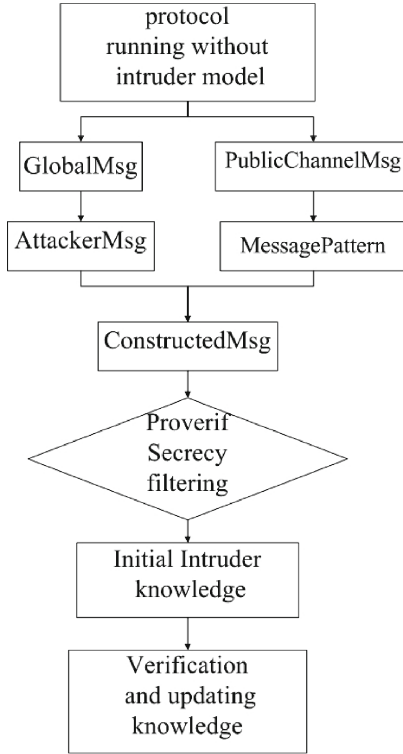 protocol
running without
intruder model
GlobalMsg
PublicChannelMsg
AttackerMsg
MessagePattern
ConstructedMsg
Proverif
Secrecy
filtering
Initial Intruder
knowledge
Verification
and updating
knowledge